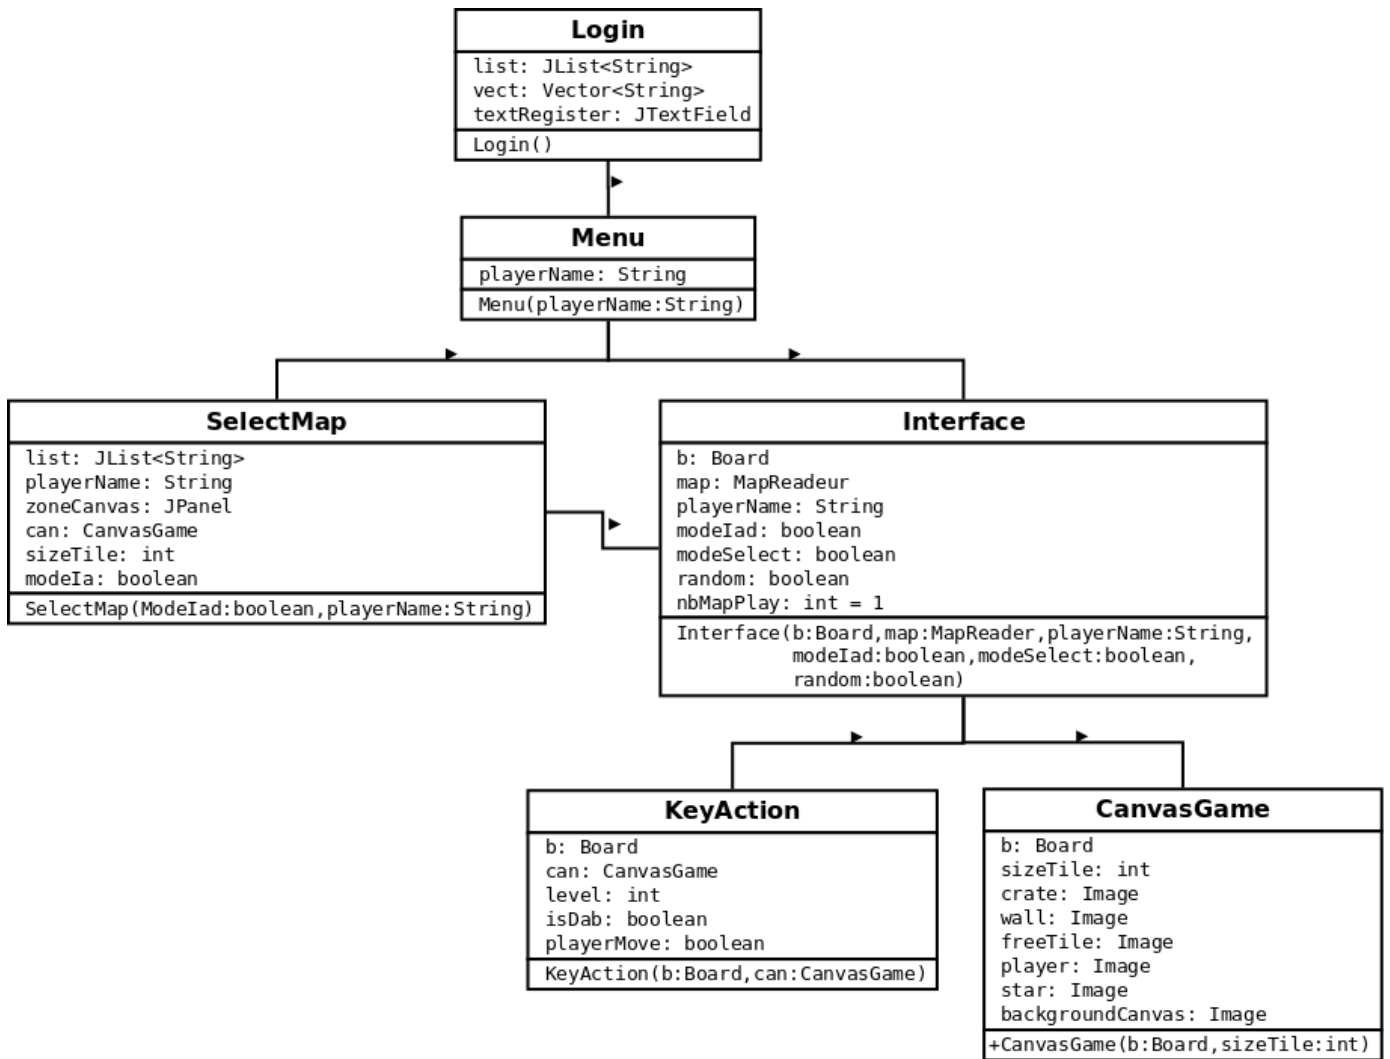 Login
list: JList<String>
vect: Vector<String>
textRegister: JTextField
Login()
Menu
playerName: String
Menu(playerName:String)
SelectMap
list: JList<String>
playerName: String
zoneCanvas: JPanel
can: CanvasGame
sizeTile: int
modeIa: boolean
SelectMap(ModeIad:boolean,playerName:String)
Interface
b: Board
map: MapReadeur
playerName: String
modeIad: boolean
modeSelect: boolean
random: boolean
nbMapPlay: int = 1
Interface(b:Board,map:MapReader,playerName:String,
modeIad:boolean,modeSelect:boolean,
random:boolean)
KeyAction
b: Board
can: CanvasGame
level: int
isDab: boolean
playerMove: boolean
KeyAction(b:Board,can:CanvasGame)
CanvasGame
b: Board
sizeTile: int
crate: Image
wall: Image
freeTile: Image
player: Image
star: Image
backgroundCanvas: Image
+CanvasGame(b:Board,sizeTile:int)